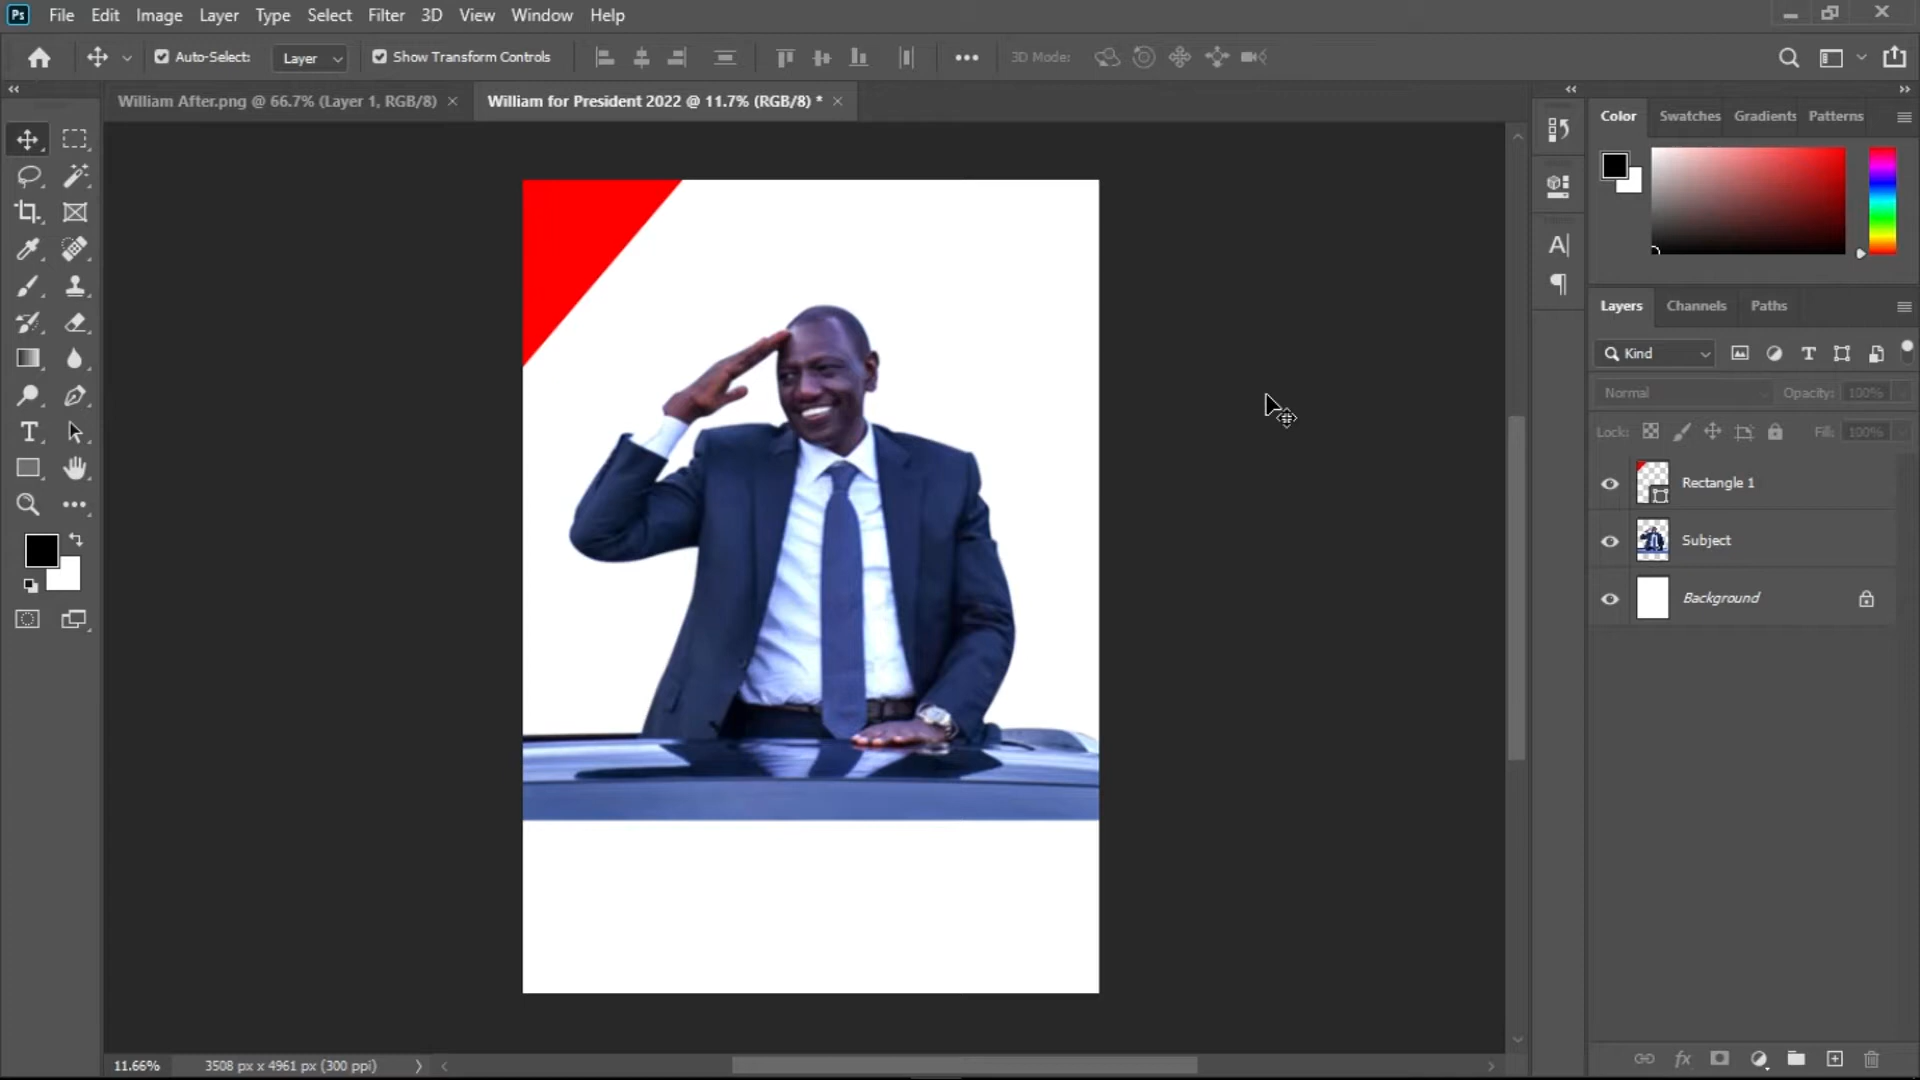 Ps File Edit Image Layer Type Select Filter 3D View Window Help
Auto-Select: Layer Show Transform Controls 3D Mode:
William After.png @ 66.7% (Layer 1, RGB/8) William for President 2022 @ 11.7% (RGB/8) *
Color Swatches Gradients Patterns
Layers Channels Paths
Kind
Normal Opacity: 100%
Lock: Fill: 100%
Rectangle 1
Subject
Background
fx
11.66% 3508 px x 4961 px (300 ppi)